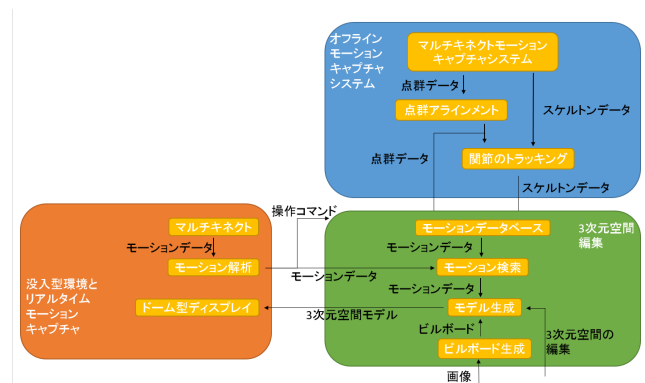 オフライン
モーション
キャプチャ
システム
マルチキネクトモーション
キャプチャシステム
点群データ
点群アラインメント
スケルトンデータ
点群データ
関節のトラッキング
スケルトンデータ
操作コマンド
マルチキネクト
モーションデータ
モーション解析
モーションデータ
没入型環境と
リアルタイム
モーション
キャプチャ
ドーム型ディスプレイ
3次元空間モデル
モーションデータベース
3次元空間
編集
モーションデータ
モーション検索
モーションデータ
モデル生成
ビルボード
3次元空間の
編集
ビルボード生成
画像